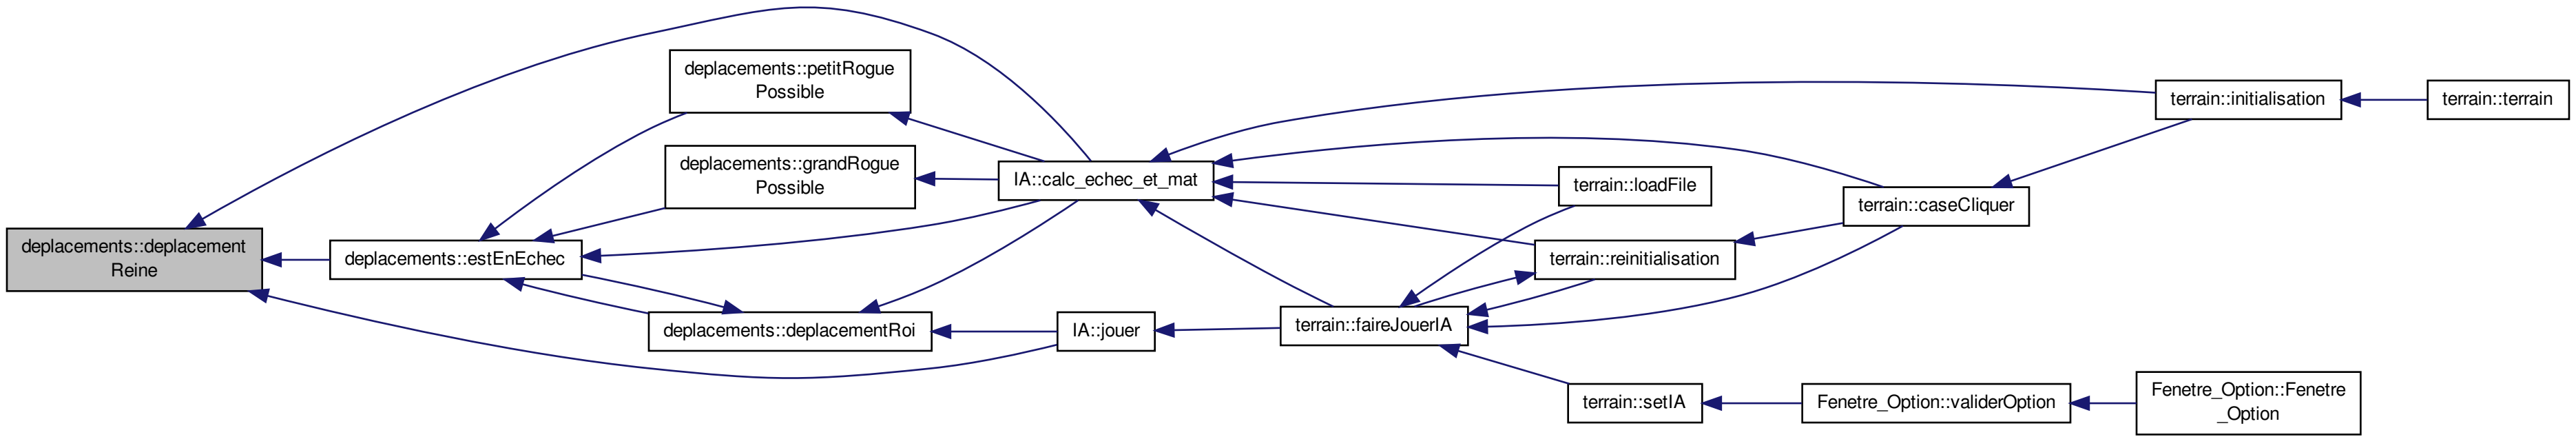 deplacements::deplacement
Reine
deplacements::estEnEchec
deplacements::petitRogue
Possible
deplacements::grandRogue
Possible
deplacements::deplacementRoi
IA::calc_echec_et_mat
IA::jouer
terrain::faireJouerIA
terrain::loadFile
terrain::reinitialisation
terrain::setIA
terrain::caseCliquer
Fenetre_Option::validerOption
terrain::initialisation
Fenetre_Option::Fenetre
_Option
terrain::terrain